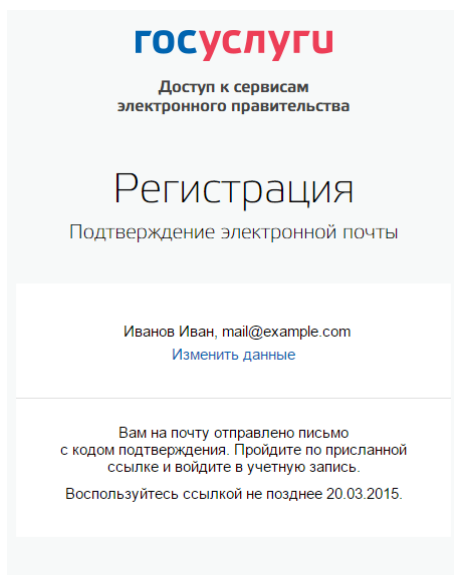 госуслуги
Доступ к сервисам
электронного правительства
Регистрация
Подтверждение электронной почты
Иванов Иван, mail@example.com
Изменить данные
Вам на почту отправлено письмо
с кодом подтверждения. Пройдите по присланной
ссылке и войдите в учетную запись.
Воспользуйтесь ссылкой не позднее 20.03.2015.